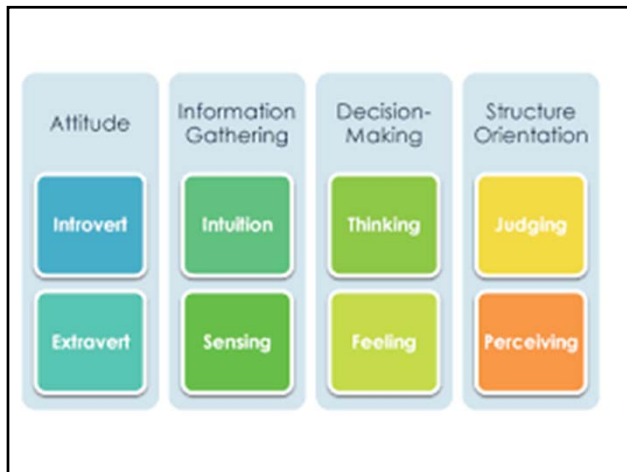 Attitude
Introvert
Extravert
Information
Gathering
Intuition
Sensing
Decision-
Making
Thinking
Feeling
Structure
Orientation
Judging
Perceiving